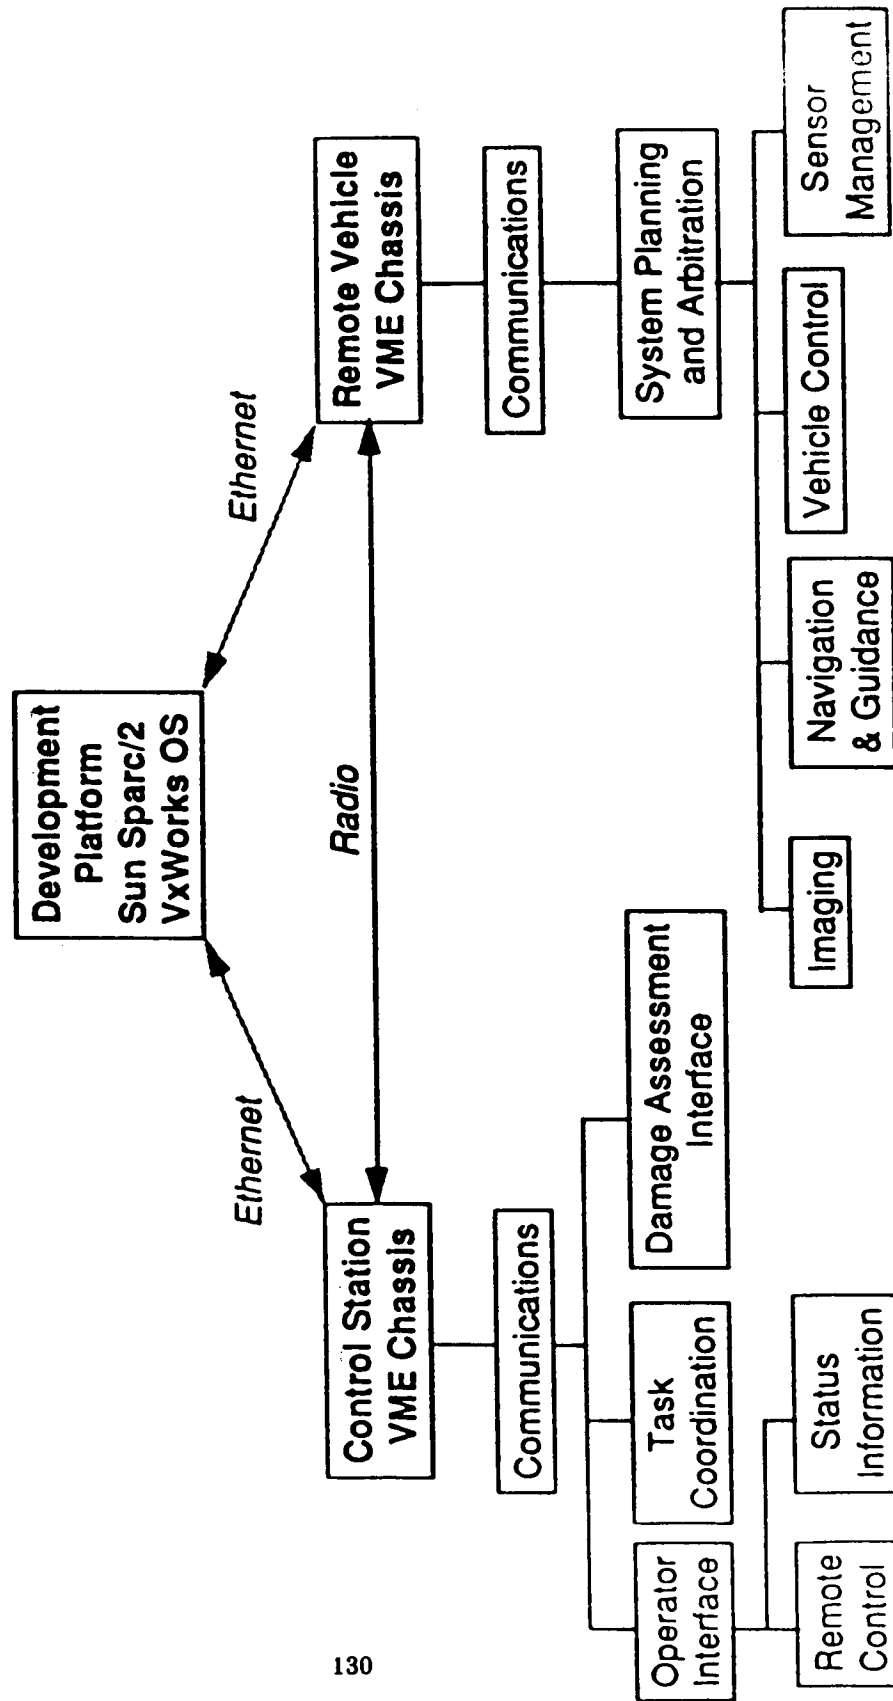 Development
Platform
Sun Sparc/2
VxWorks OS
Ethernet
Ethernet
Radio
Control Station
VME Chassis
Remote Vehicle
VME Chassis
Communications
Communications
Operator
Interface
Task
Coordination
Damage Assessment
Interface
System Planning
and Arbitration
Remote
Control
Status
Information
Imaging
Navigation
& Guidance
Vehicle Control
Sensor
Management
130